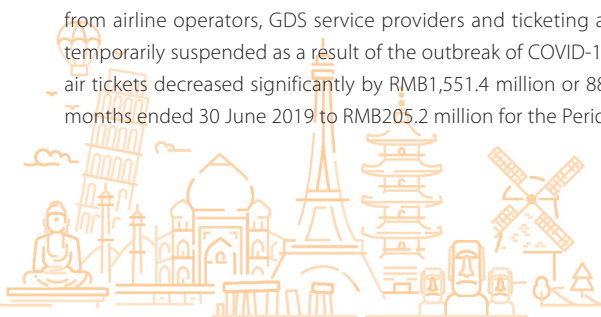 from airline operators, GDS service providers and ticketing a
temporarily suspended as a result of the outbreak of COVID-1
air tickets decreased significantly by RMB1,551.4 million or 88
months ended 30 June 2019 to RMB205.2 million for the Perio